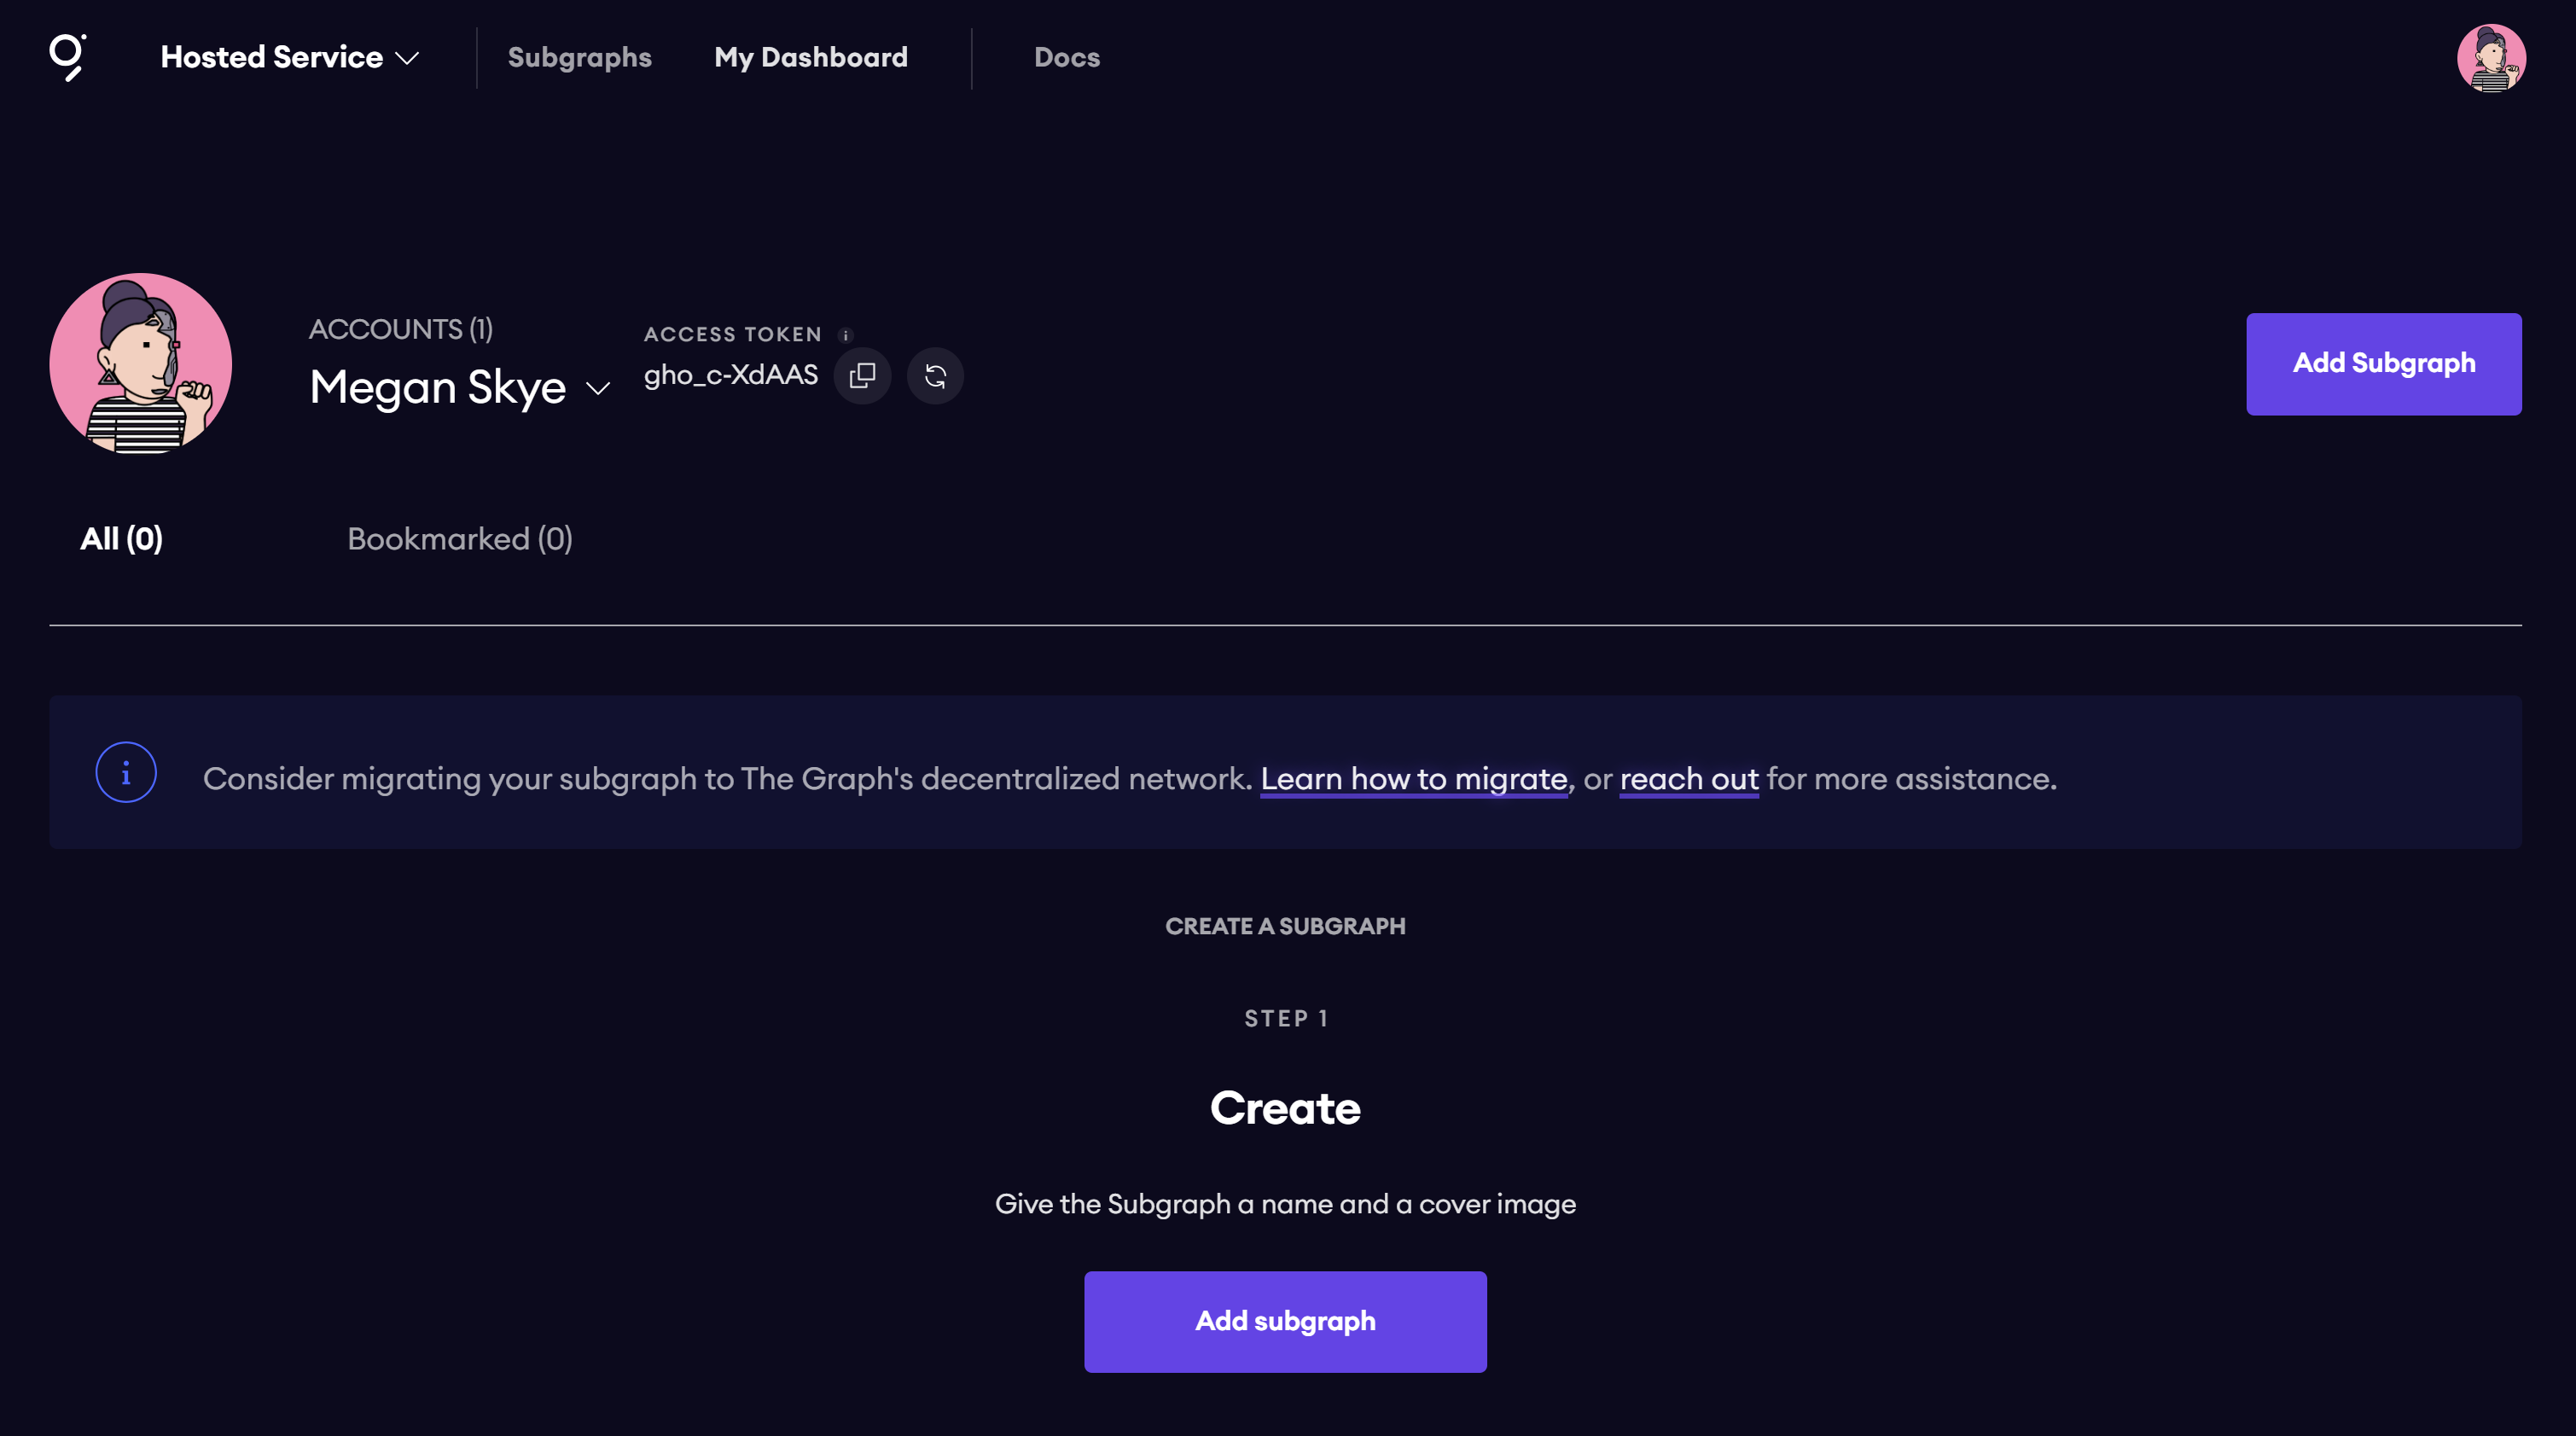 Hosted Service
Subgraphs
My Dashboard
Docs
ACCOUNTS (1)
Megan Skye
ACCESS TOKEN i
gho_c-XdAAS
Add Subgraph
All (0)
Bookmarked (0)
i
Consider migrating your subgraph to The Graph's decentralized network. Learn how to migrate, or reach out for more assistance.
CREATE A SUBGRAPH
STEP 1
Create
Give the Subgraph a name and a cover image
Add subgraph